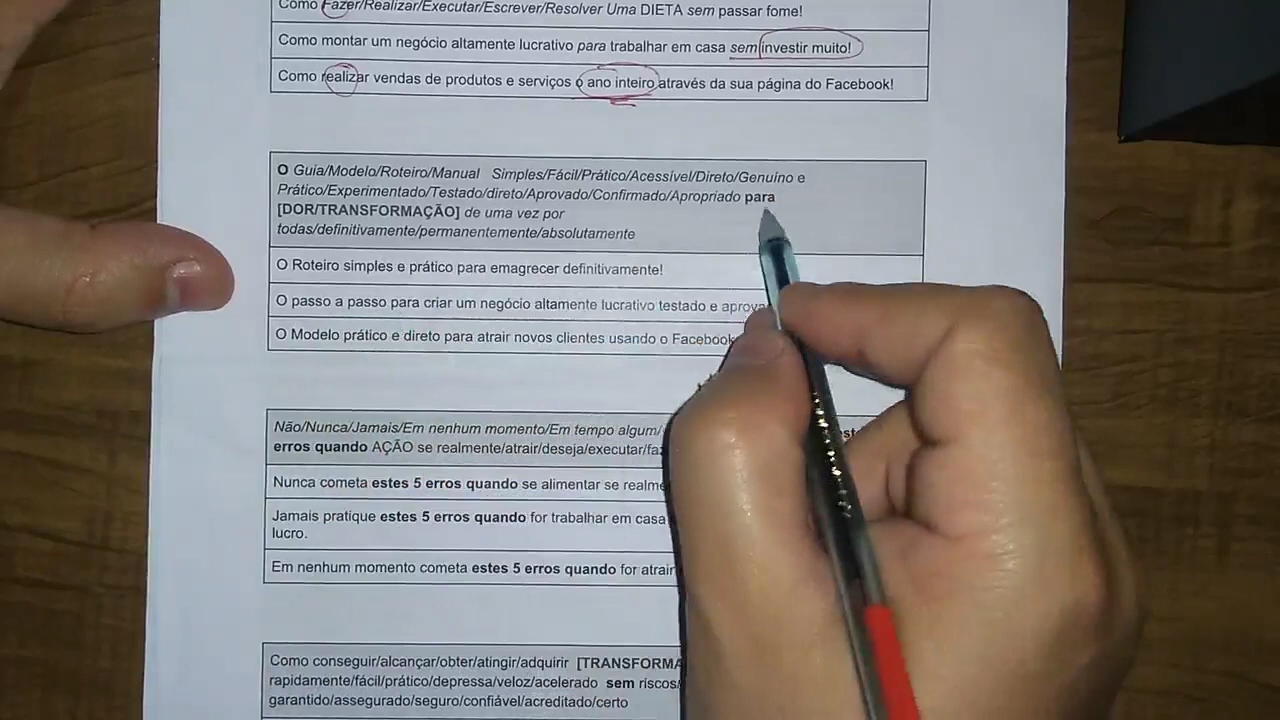 Como Fazer/Realizar/Executar/Escrever/Resolver Uma DIETA sem passar fome!
Como montar um negócio altamente lucrativo para trabalhar em casa sem investir muito!
Como realizar vendas de produtos e serviços o ano inteiro através da sua página do Facebook!
O Guia/Modelo/Roteiro/Manual Simples/Fácil/Prático/Acessível/Direto/Genuíno e
Prático/Experimentado/Testado/direto/Aprovado/Confirmado/Apropriado para
[DOR/TRANSFORMAÇÃO] de uma vez por
todas/definitivamente/permanentemente/absolutamente
O Roteiro simples e prático para emagrecer definitivamente!
O passo a passo para criar um negócio altamente lucrativo testado e
O Modelo prático e direto para atrair novos clientes usando o Facebook
Não/Nunca/Jamais/Em nenhum momento/Em tempo algum/
erros quando AÇÃO se realmente/atrair/deseja/executar/
Nunca cometa estes 5 erros quando se alimentar se
Jamais pratique estes 5 erros quando for trabalhar em casa
lucro.
Em nenhum momento cometa estes 5 erros quando for
Como conseguir/alcançar/obter/atingir/adquirir
rapidamente/fácil/prático/depressa/veloz/acelerado sem riscos/
garantido/assegurado/seguro/confiável/acreditado/certo